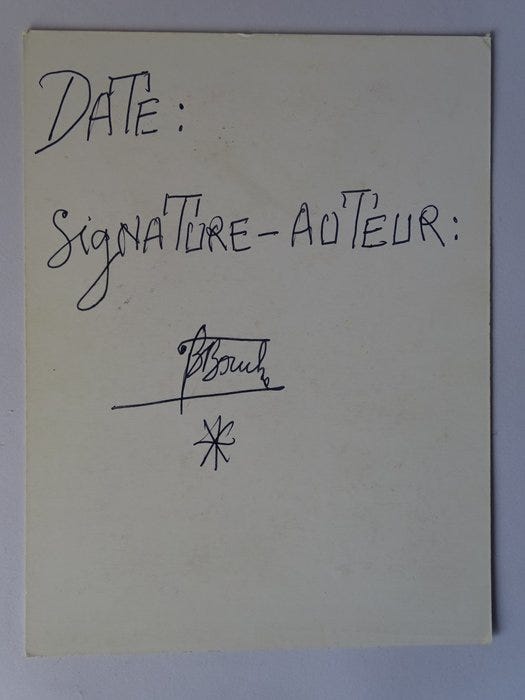 DATE :
SigNATURE - AUTEUR :